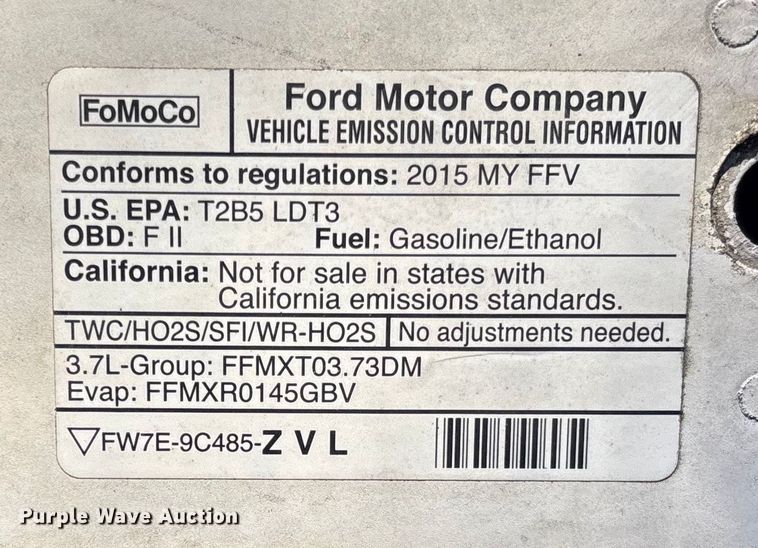 FoMoCo
Ford Motor Company
VEHICLE EMISSION CONTROL INFORMATION
Conforms to regulations: 2015 MY FFV
U.S. EPA: T2B5 LDT3
OBD: F II Fuel: Gasoline/Ethanol
California: Not for sale in states with
California emissions standards.
TWC/HO2S/SFI/WR-HO2S No adjustments needed.
3.7L-Group: FFMXT03.73DM
Evap: FFMXR0145GBV
FW7E-9C485-Z V L
Purple Wave Auction